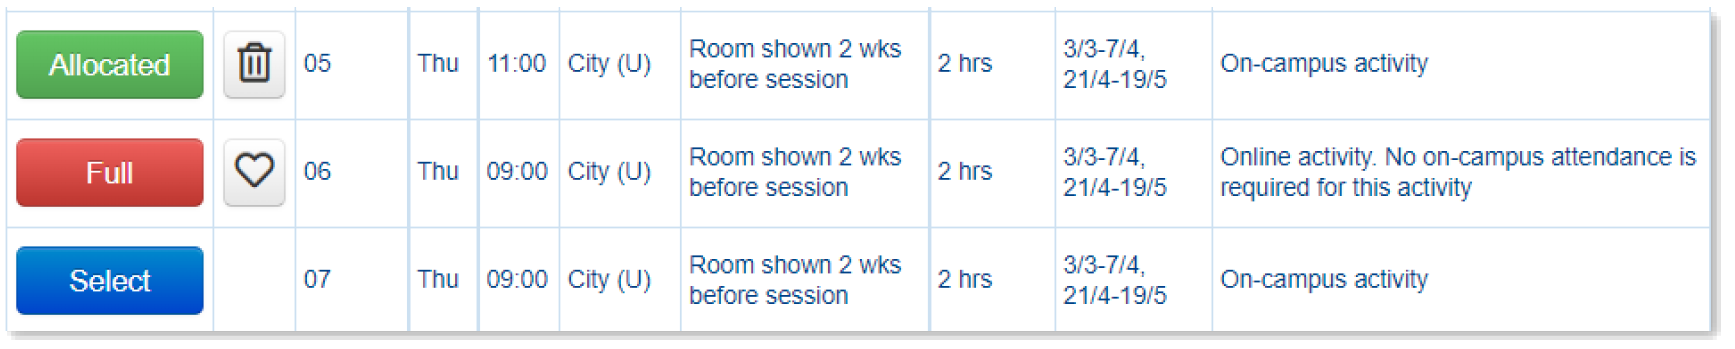 Allocated 05 Thu 11:00 City (U) Room shown 2 wks before session 2 hrs 3/3-7/4, 21/4-19/5 On-campus activity
Full 06 Thu 09:00 City (U) Room shown 2 wks before session 2 hrs 3/3-7/4, 21/4-19/5 Online activity. No on-campus attendance is required for this activity
Select 07 Thu 09:00 City (U) Room shown 2 wks before session 2 hrs 3/3-7/4, 21/4-19/5 On-campus activity